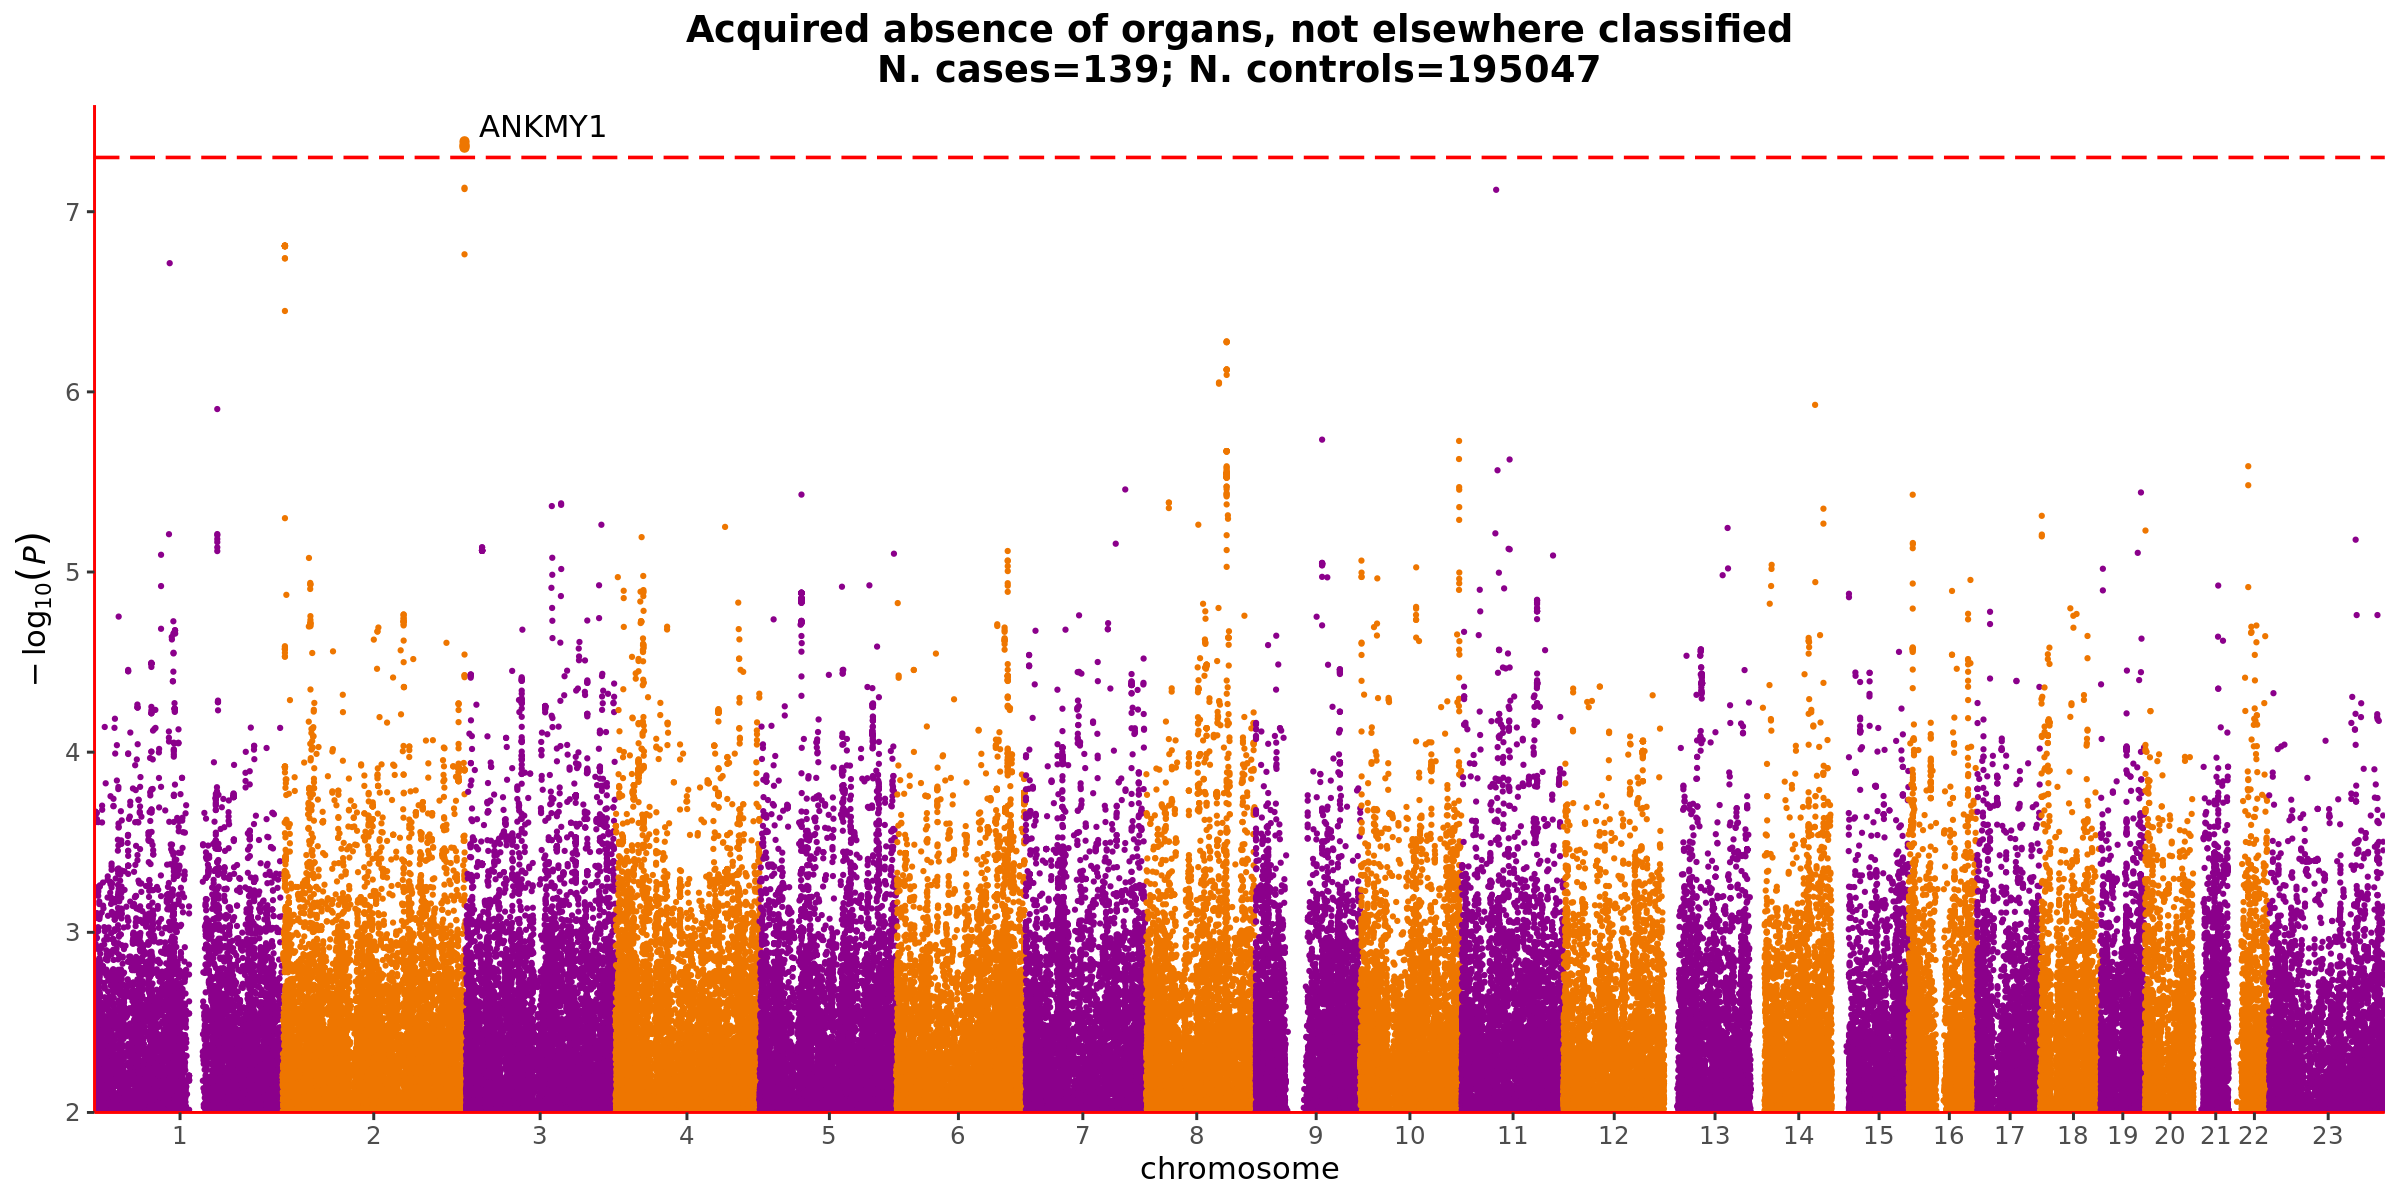 Acquired absence of organs, not elsewhere classified
N. cases=139; N. controls=195047
ANKMY1
7
6
5
4
3
2
−log10(P)
1 2 3 4 5 6 7 8 9 10 11 12 13 14 15 16 17 18 19 20 21 22 23
chromosome